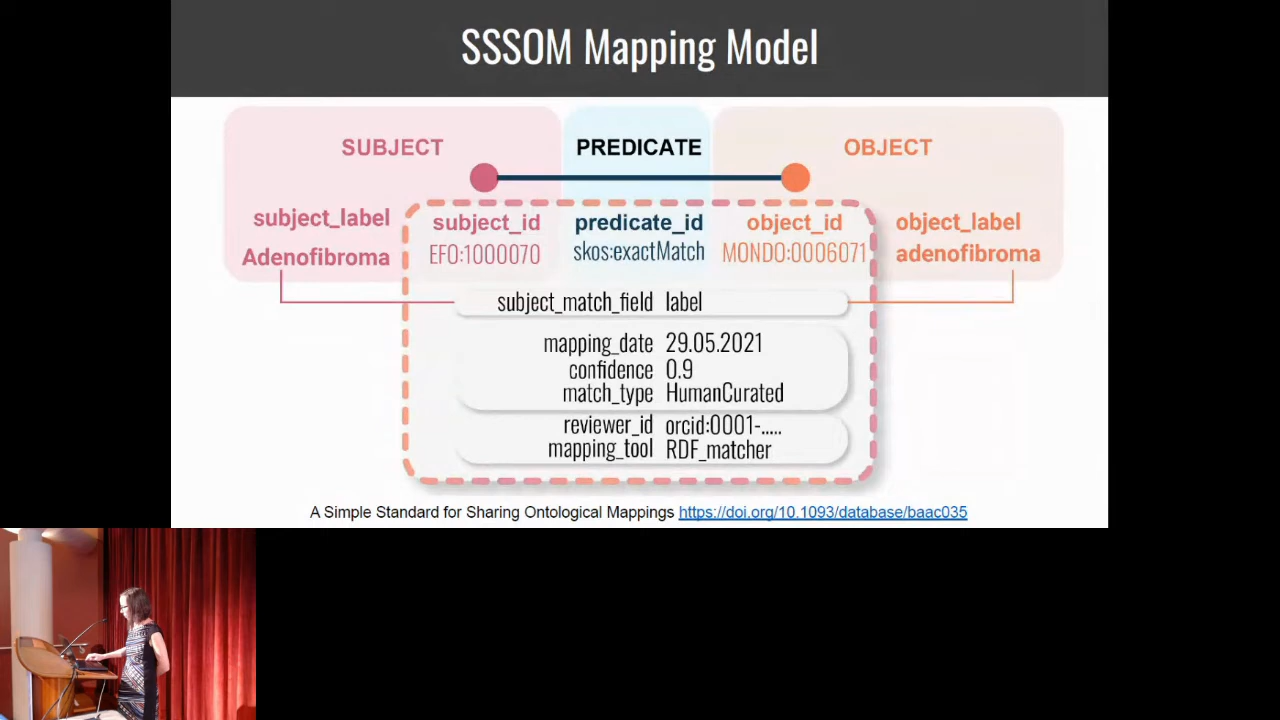 SSSOM Mapping Model
SUBJECT PREDICATE OBJECT
subject_label subject_id predicate_id object_id object_label
Adenofibroma EFO:1000070 skos:exactMatch MONDO:0006071 adenofibroma
subject_match_field label
mapping_date 29.05.2021
confidence 0.9
match_type HumanCurated
reviewer_id orcid:0001-.....
mapping_tool RDF_matcher
A Simple Standard for Sharing Ontological Mappings https://doi.org/10.1093/database/baac035